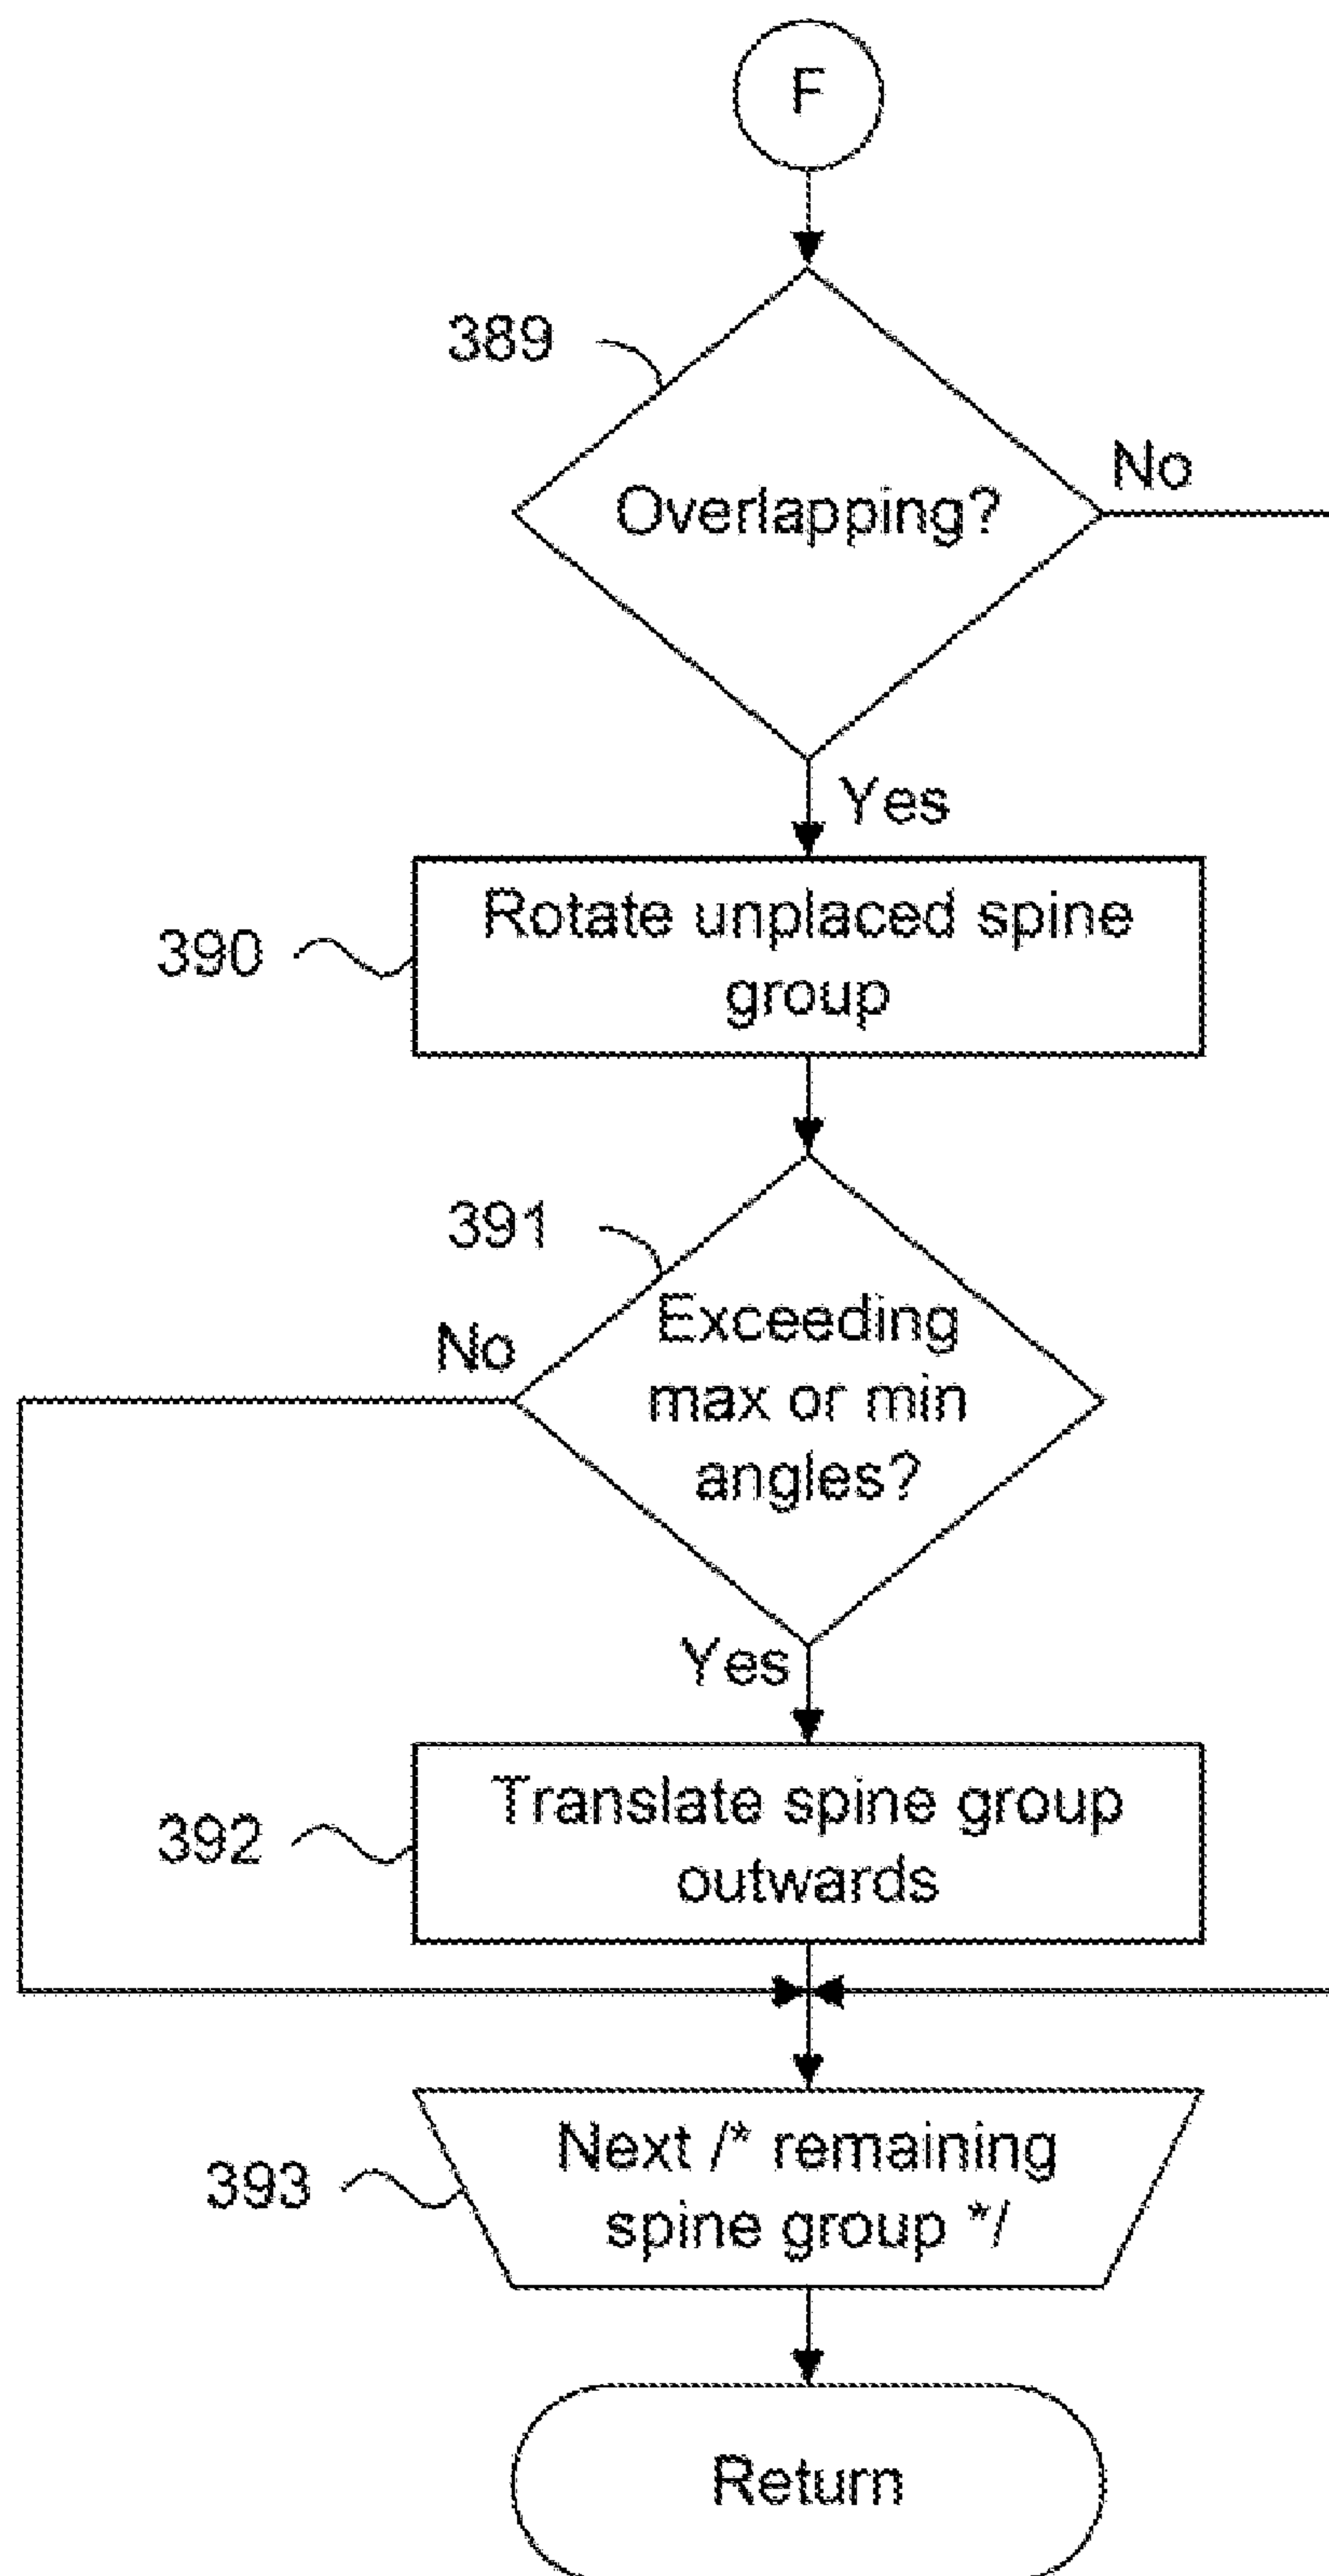 F
389
Overlapping?
No
Yes
390
Rotate unplaced spine
group
391
No
Exceeding
max or min
angles?
Yes
392
Translate spine group
outwards
393
Next /* remaining
spine group */
Return